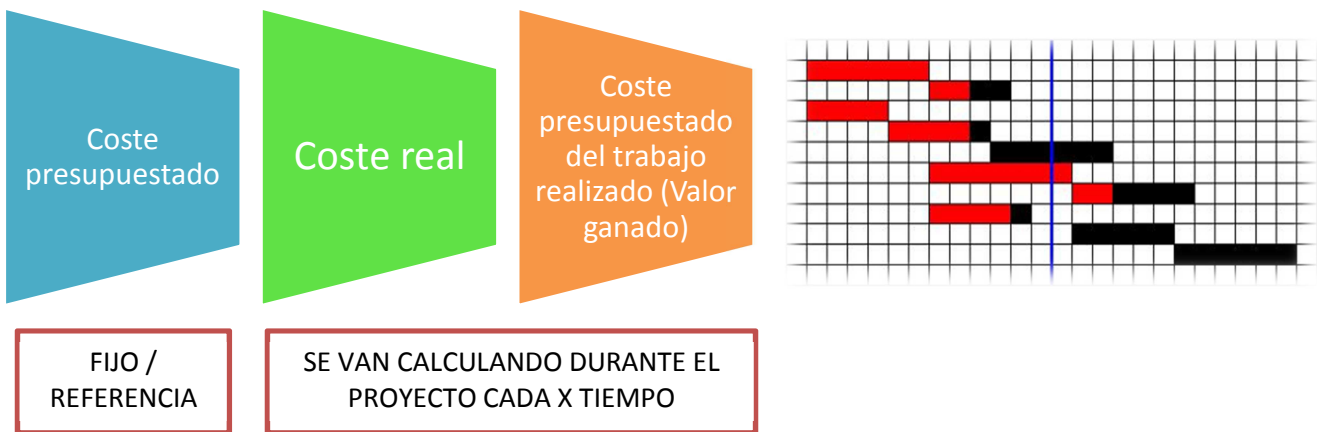 Coste
presupuestado
Coste real
Coste
presupuestado
del trabajo
realizado (Valor
ganado)
FIJO /
REFERENCIA
SE VAN CALCULANDO DURANTE EL
PROYECTO CADA X TIEMPO